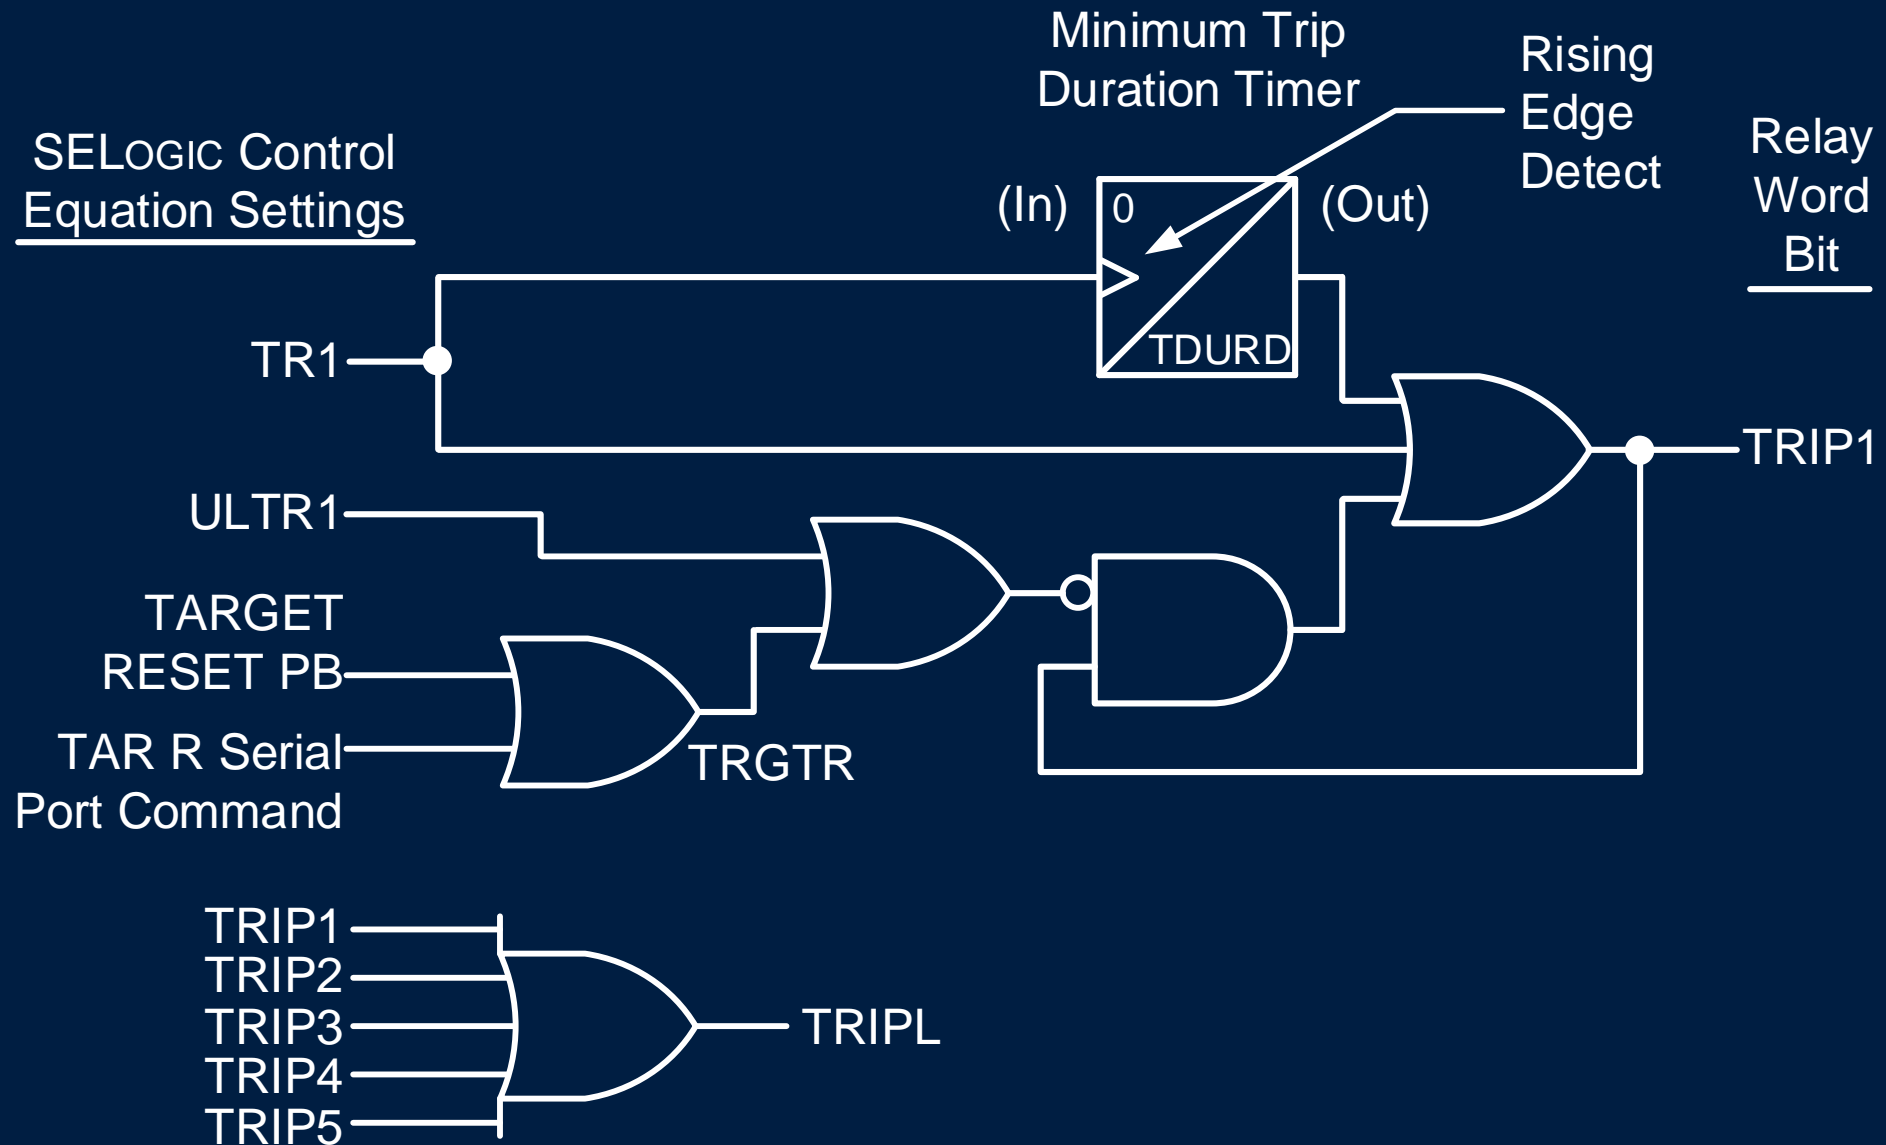 Minimum Trip
Duration Timer
Rising
Edge
Detect
Relay
Word
Bit
SELOGIC Control
Equation Settings
(In)
0
(Out)
TDURD
TR1
TRIP1
ULTR1
TARGET
RESET PB
TAR R Serial
Port Command
TRGTR
TRIP1
TRIP2
TRIP3
TRIP4
TRIP5
TRIPL